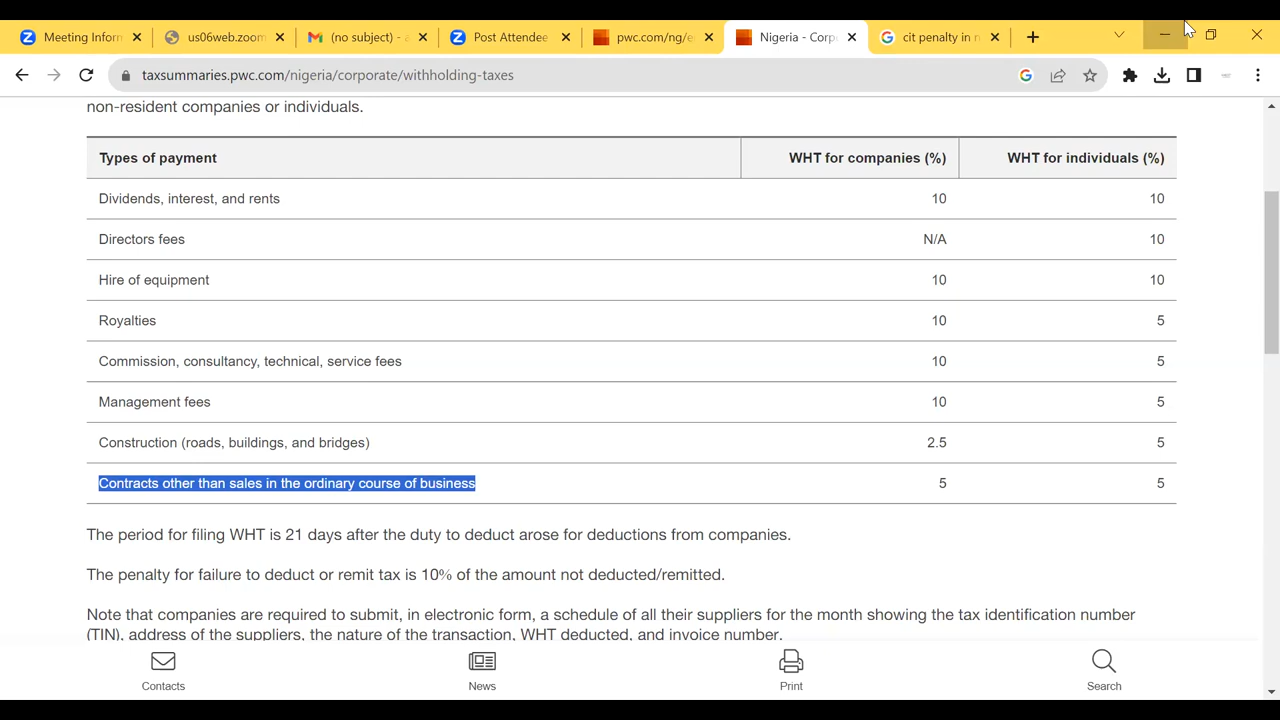 Meeting Inforn
us06web.zoom
(no subject) - a
Post Attendee
pwc.com/ng/e
Nigeria - Corp
cit penalty in n
taxsummaries.pwc.com/nigeria/corporate/withholding-taxes
non-resident companies or individuals.
Types of payment WHT for companies (%) WHT for individuals (%)
Dividends, interest, and rents 10 10
Directors fees N/A 10
Hire of equipment 10 10
Royalties 10 5
Commission, consultancy, technical, service fees 10 5
Management fees 10 5
Construction (roads, buildings, and bridges) 2.5 5
Contracts other than sales in the ordinary course of business 5 5
The period for filing WHT is 21 days after the duty to deduct arose for deductions from companies.
The penalty for failure to deduct or remit tax is 10% of the amount not deducted/remitted.
Note that companies are required to submit, in electronic form, a schedule of all their suppliers for the month showing the tax identification number
(TIN), address of the suppliers, the nature of the transaction, WHT deducted, and invoice number.
Contacts News Print Search